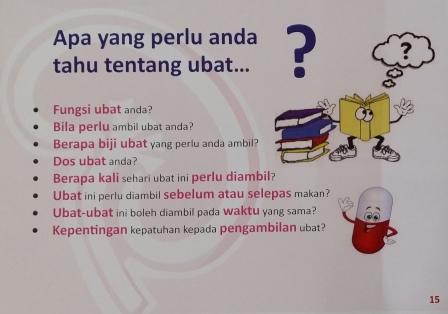 Apa yang perlu anda
tahu tentang ubat...
?
?
Fungsi ubat anda?
Bila perlu ambil ubat anda?
Berapa biji ubat yang perlu anda ambil?
Dos ubat anda?
Berapa kali sehari ubat ini perlu diambil?
Ubat ini perlu diambil sebelum atau selepas makan?
Ubat-ubat ini boleh diambil pada waktu yang sama?
Kepentingan kepatuhan kepada pengambilan ubat?
15